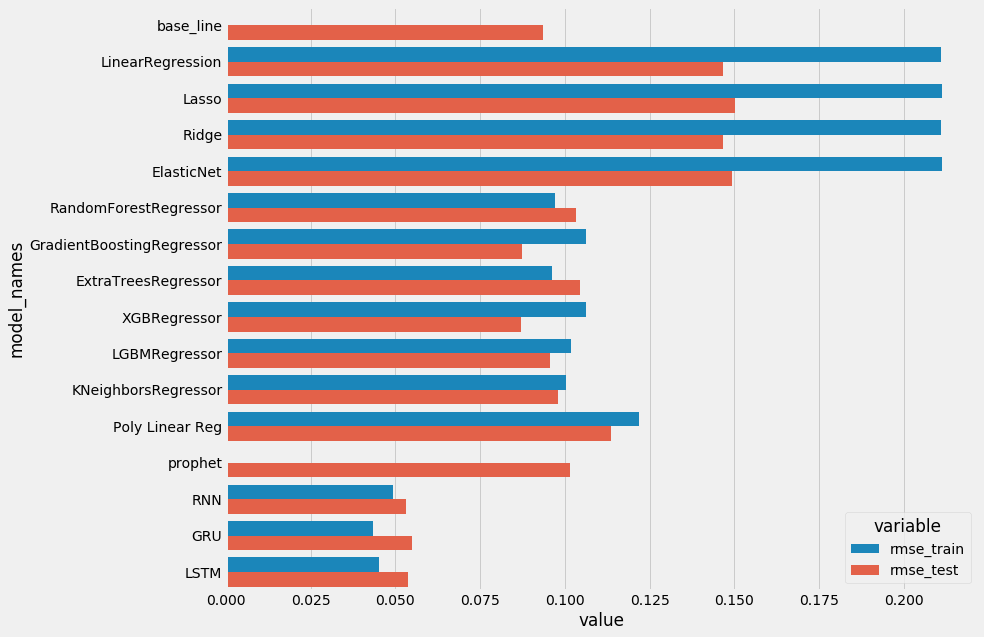 base_line
LinearRegression
Lasso
Ridge
ElasticNet
RandomForestRegressor
GradientBoostingRegressor
ExtraTreesRegressor
XGBRegressor
LGBMRegressor
KNeighborsRegressor
Poly Linear Reg
prophet
RNN
GRU
LSTM
model_names
variable
rmse_train
rmse_test
0.000 0.025 0.050 0.075 0.100 0.125 0.150 0.175 0.200
value